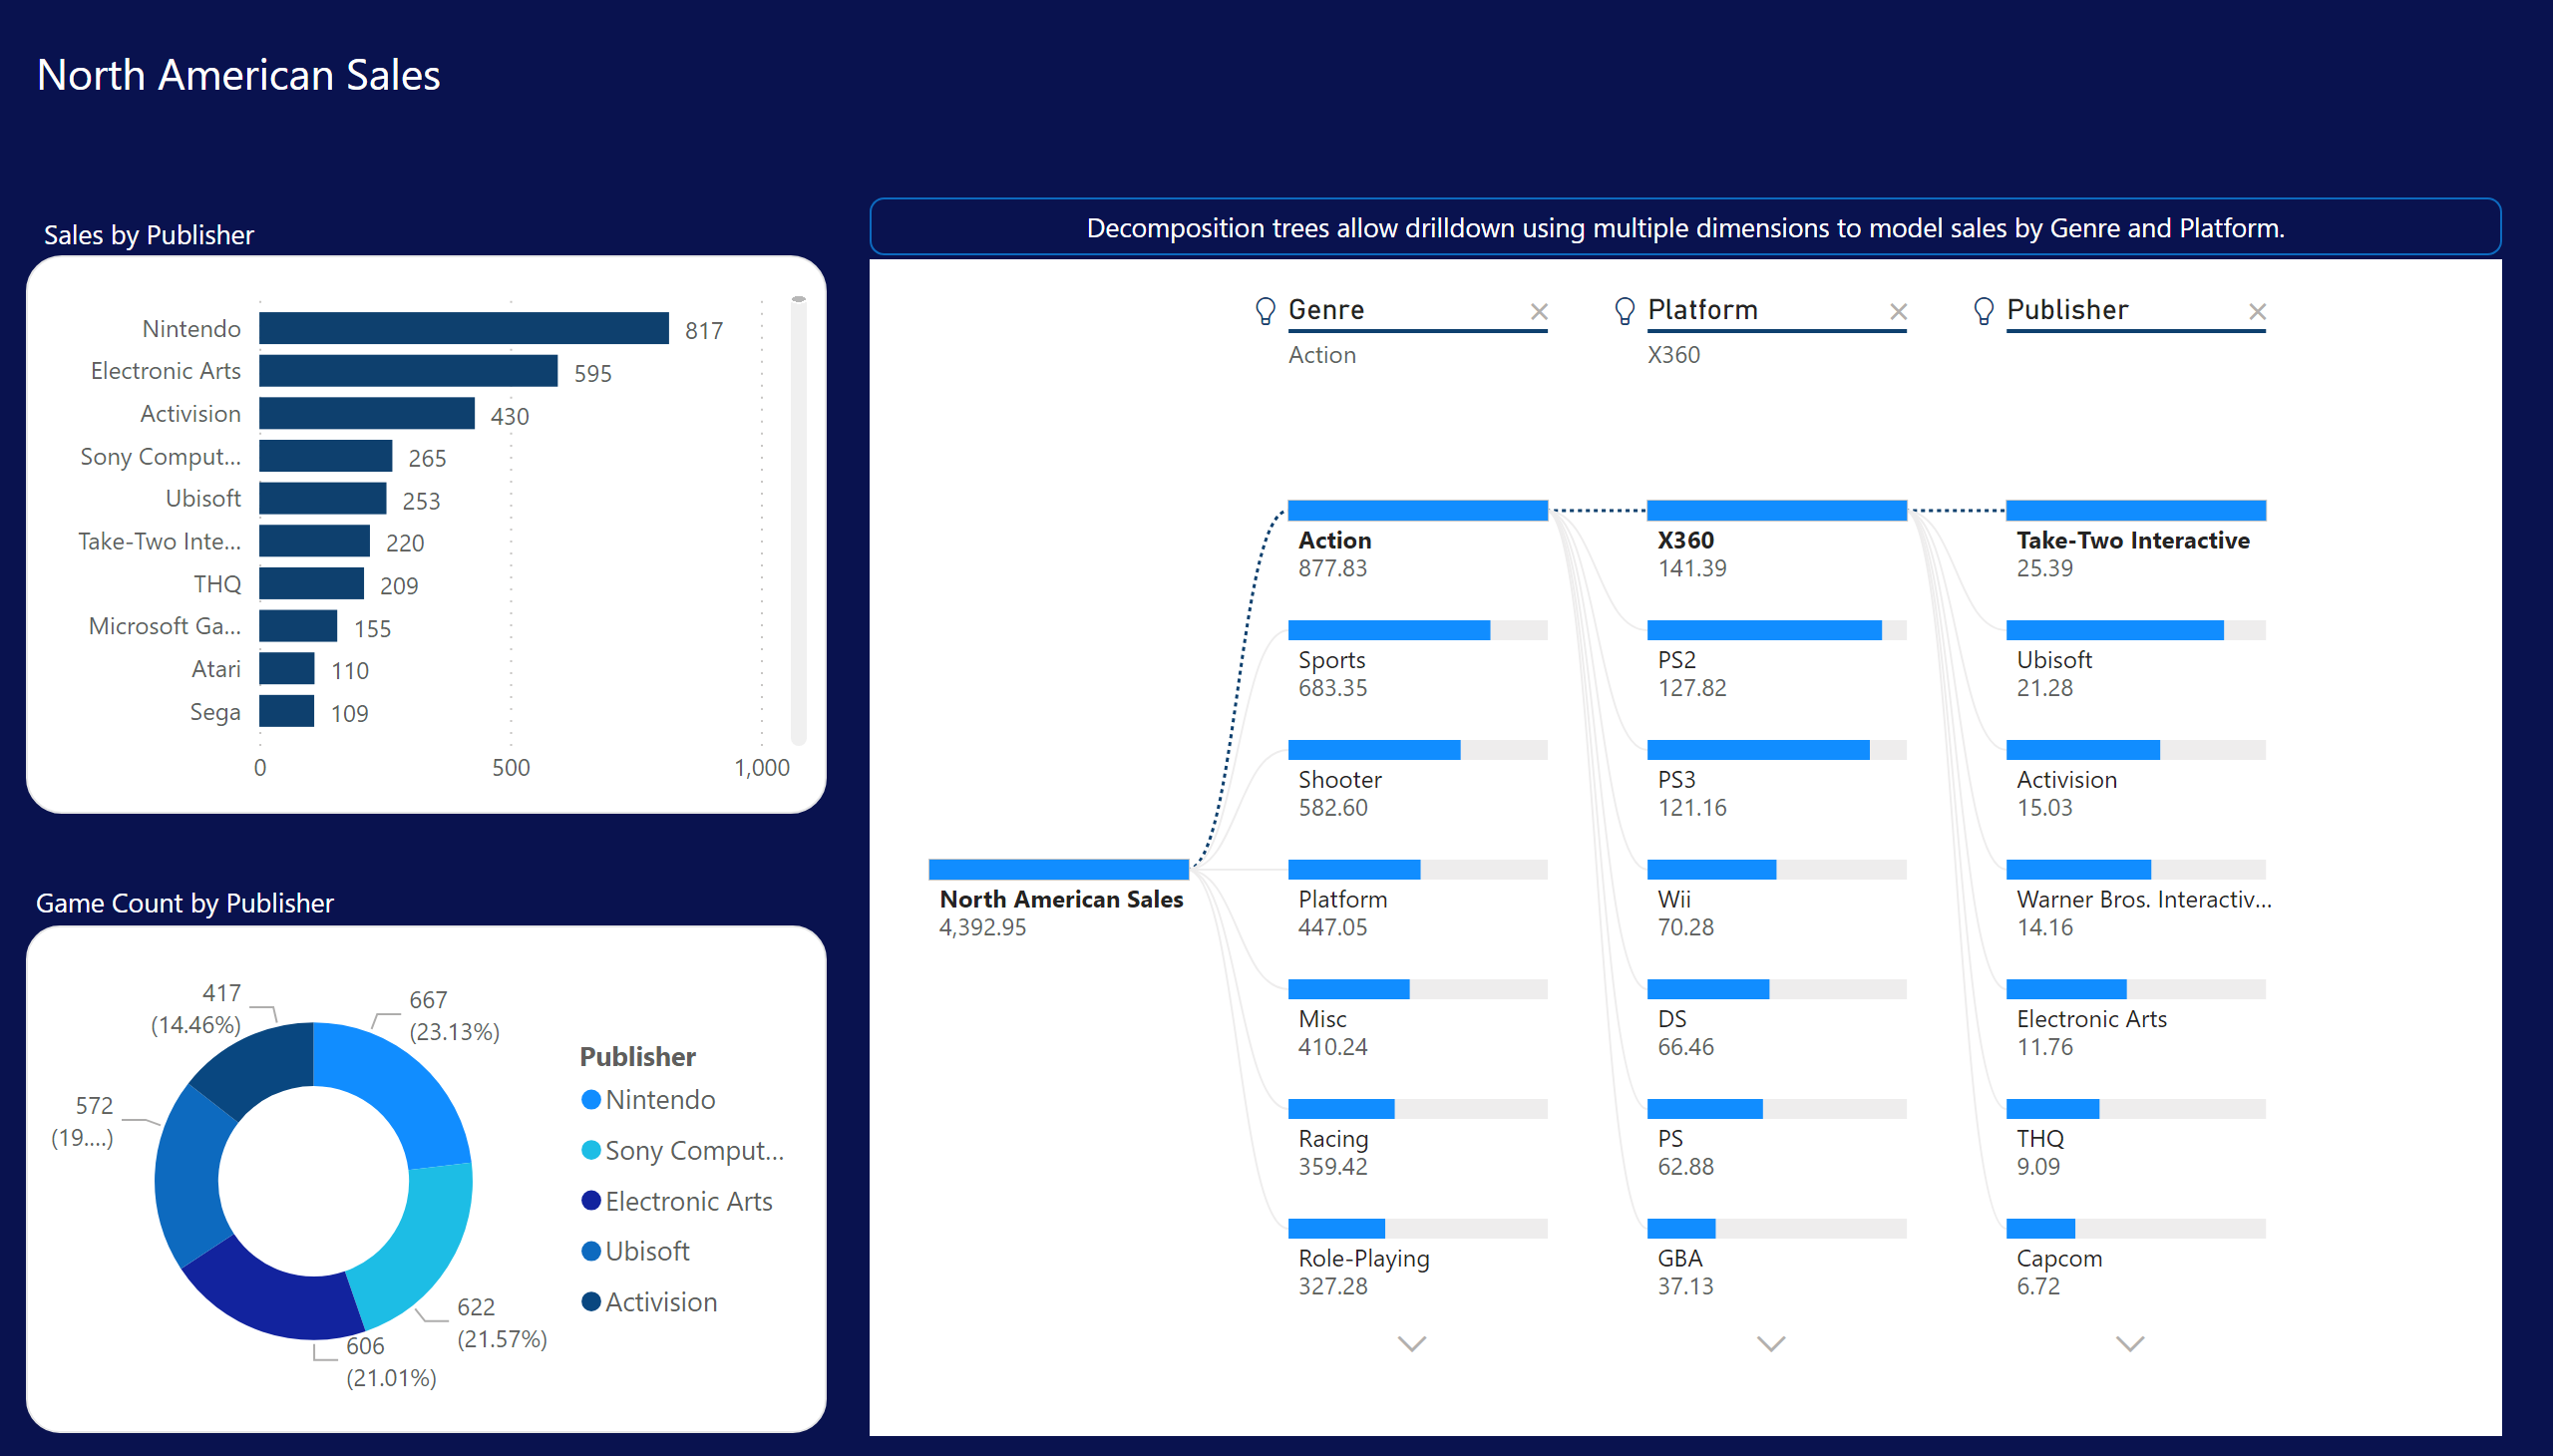 North American Sales
Sales by Publisher
Nintendo 817
Electronic Arts 595
Activision 430
Sony Comput... 265
Ubisoft 253
Take-Two Inte... 220
THQ 209
Microsoft Ga... 155
Atari 110
Sega 109
0 500 1,000
Game Count by Publisher
417
(14.46%)
667
(23.13%)
572
(19....)
622
(21.57%)
606
(21.01%)
Publisher
Nintendo
Sony Comput...
Electronic Arts
Ubisoft
Activision
Decomposition trees allow drilldown using multiple dimensions to model sales by Genre and Platform.
Genre
Action
Platform
X360
Publisher
North American Sales
4,392.95
Action
877.83
Sports
683.35
Shooter
582.60
Platform
447.05
Misc
410.24
Racing
359.42
Role-Playing
327.28
X360
141.39
PS2
127.82
PS3
121.16
Wii
70.28
DS
66.46
PS
62.88
GBA
37.13
Take-Two Interactive
25.39
Ubisoft
21.28
Activision
15.03
Warner Bros. Interactiv...
14.16
Electronic Arts
11.76
THQ
9.09
Capcom
6.72